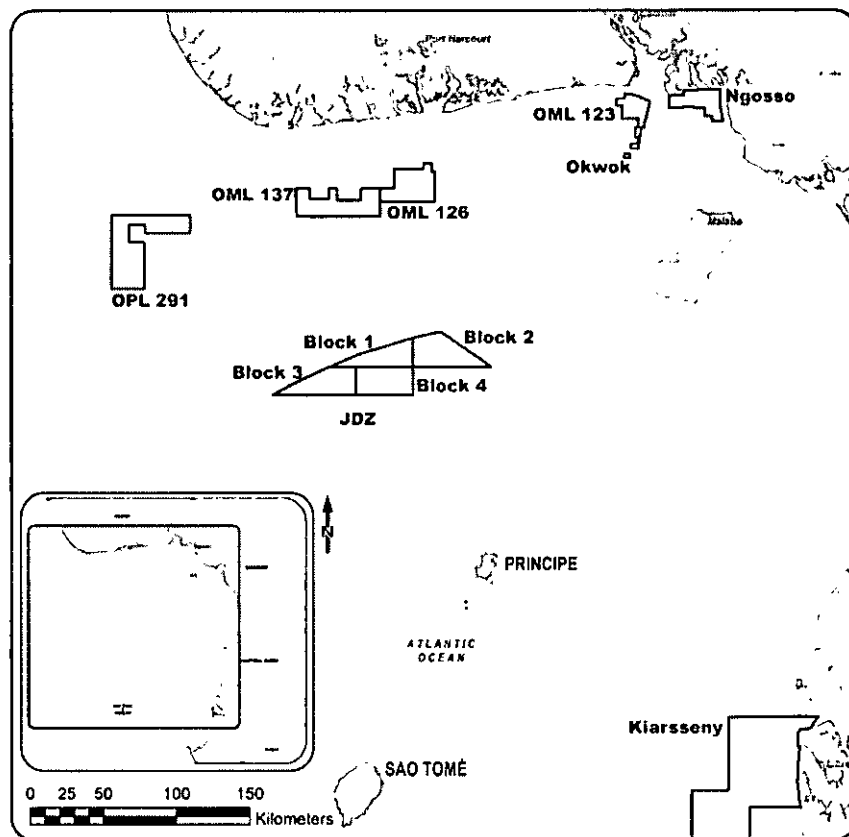 Port Harcourt
Ngosso
OML 123
Okwok
OML 137
OML 126
Malabo
OPL 291
Block 1
Block 2
Block 3
Block 4
JDZ
N
PRINCIPE
ATLANTIC
OCEAN
Kiarsseny
SAO TOMÉ
0 25 50 100 150
Kilometers